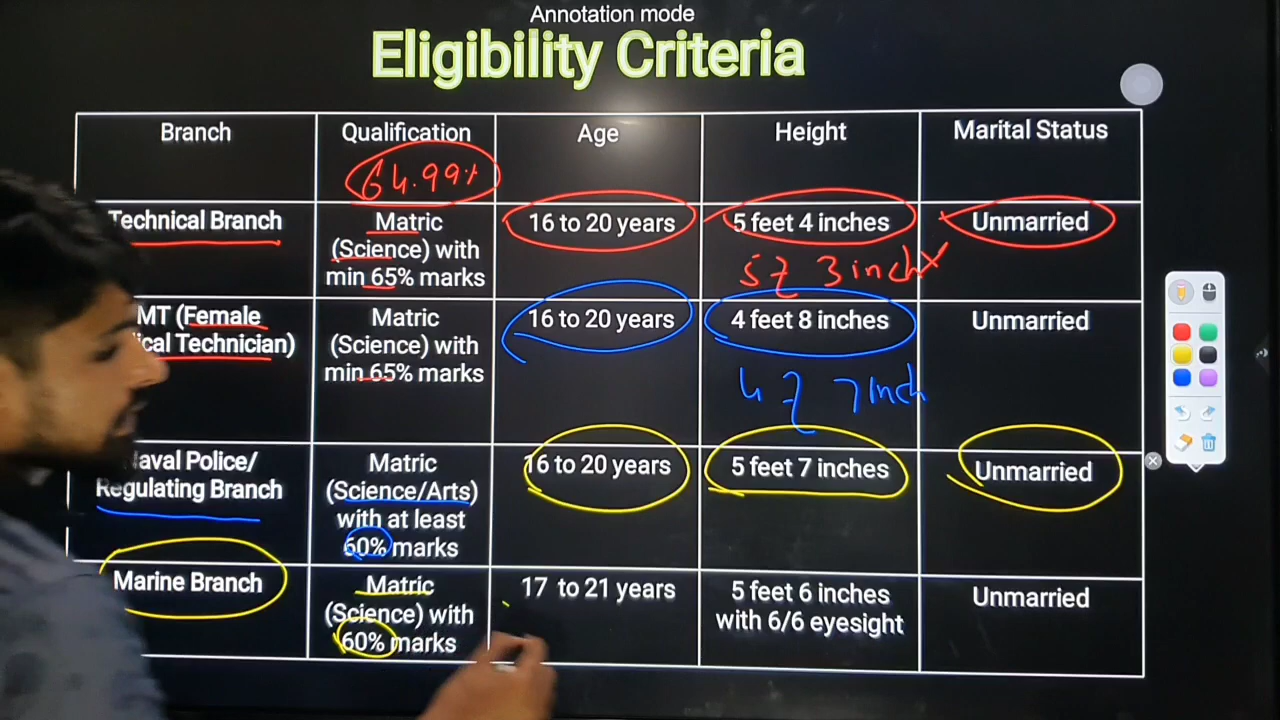 Annotation mode
Eligibility Criteria
Branch
Qualification
Age
Height
Marital Status
64.99%
Technical Branch
Matric
(Science) with
min 65% marks
16 to 20 years
5 feet 4 inches
5 3 inch
Unmarried
MT (Female
ical Technician)
Matric
(Science) with
min 65% marks
16 to 20 years
4 feet 8 inches
4 7 Inch
Unmarried
Naval Police/
Regulating Branch
Matric
(Science/Arts)
with at least
60% marks
16 to 20 years
5 feet 7 inches
Unmarried
Marine Branch
Matric
(Science) with
60% marks
17 to 21 years
5 feet 6 inches
with 6/6 eyesight
Unmarried